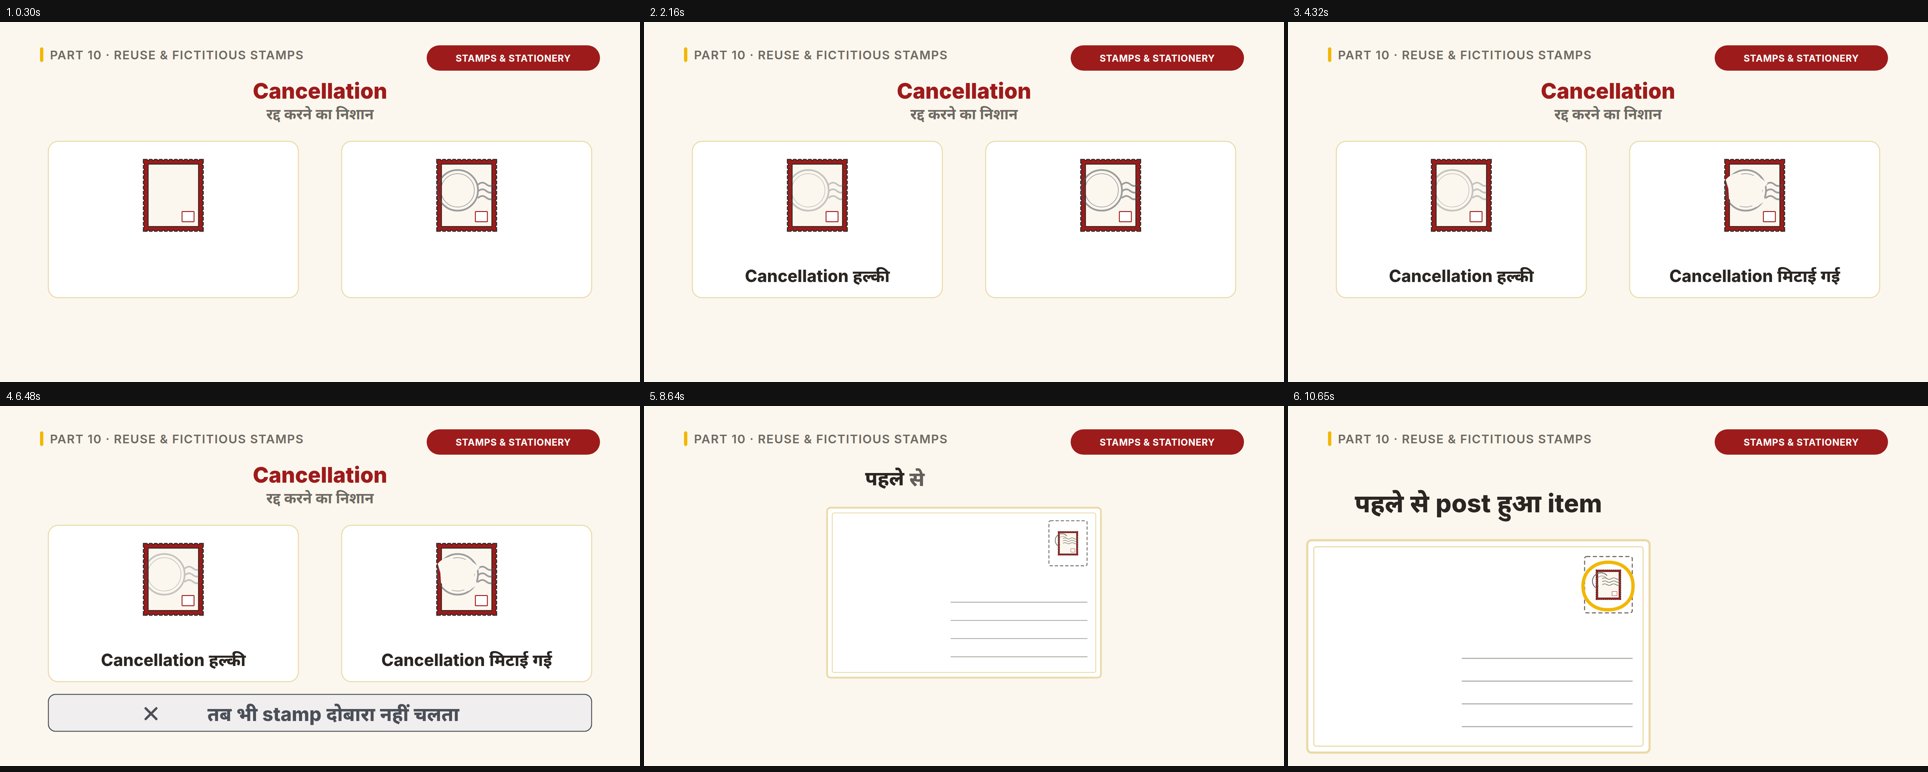 1. 0.30s
PART 10 · REUSE & FICTITIOUS STAMPS
STAMPS & STATIONERY
Cancellation
रद्द करने का निशान
2. 2.16s
PART 10 · REUSE & FICTITIOUS STAMPS
STAMPS & STATIONERY
Cancellation
रद्द करने का निशान
Cancellation हल्की
3. 4.32s
PART 10 · REUSE & FICTITIOUS STAMPS
STAMPS & STATIONERY
Cancellation
रद्द करने का निशान
Cancellation हल्की
Cancellation मिटाई गई
4. 6.48s
PART 10 · REUSE & FICTITIOUS STAMPS
STAMPS & STATIONERY
Cancellation
रद्द करने का निशान
Cancellation हल्की
Cancellation मिटाई गई
तब भी stamp दोबारा नहीं चलता
5. 8.64s
PART 10 · REUSE & FICTITIOUS STAMPS
STAMPS & STATIONERY
पहले से
6. 10.65s
PART 10 · REUSE & FICTITIOUS STAMPS
STAMPS & STATIONERY
पहले से post हुआ item